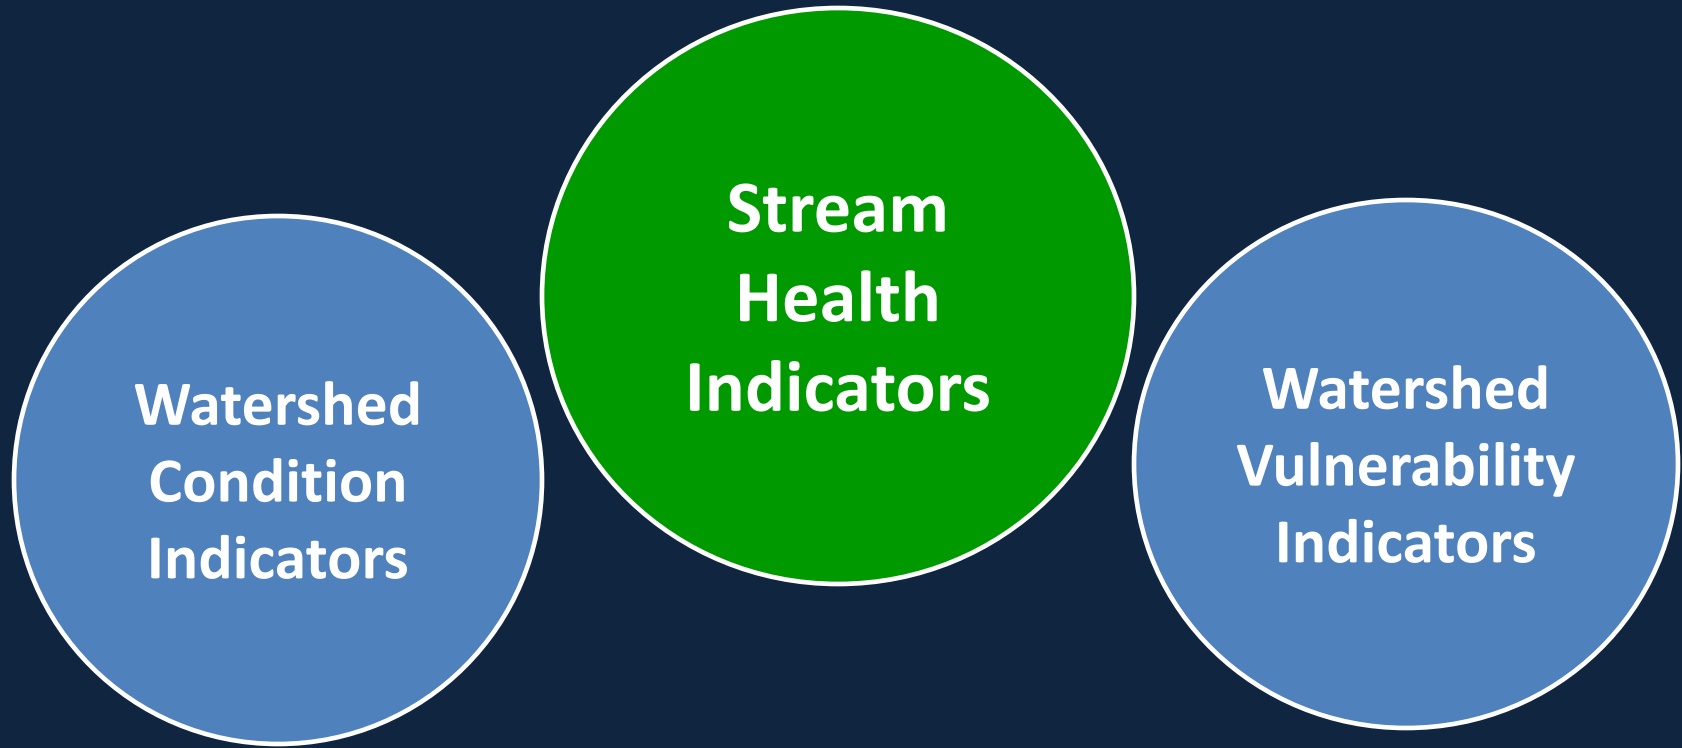 Stream
Health
Indicators
Watershed
Condition
Indicators
Watershed
Vulnerability
Indicators